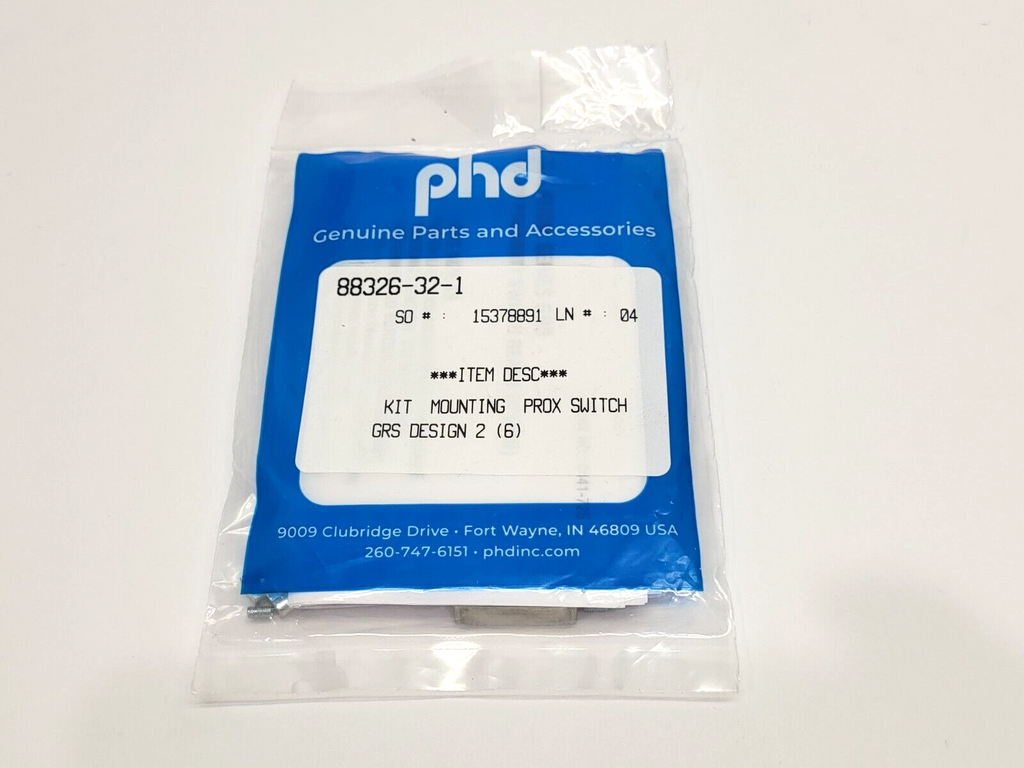 phd
Genuine Parts and Accessories
88326-32-1
SO # : 15378891 LN # : 04
***ITEM DESC***
KIT MOUNTING PROX SWITCH
GRS DESIGN 2 (6)
9009 Clubridge Drive • Fort Wayne, IN 46809 USA
260-747-6151 • phdinc.com